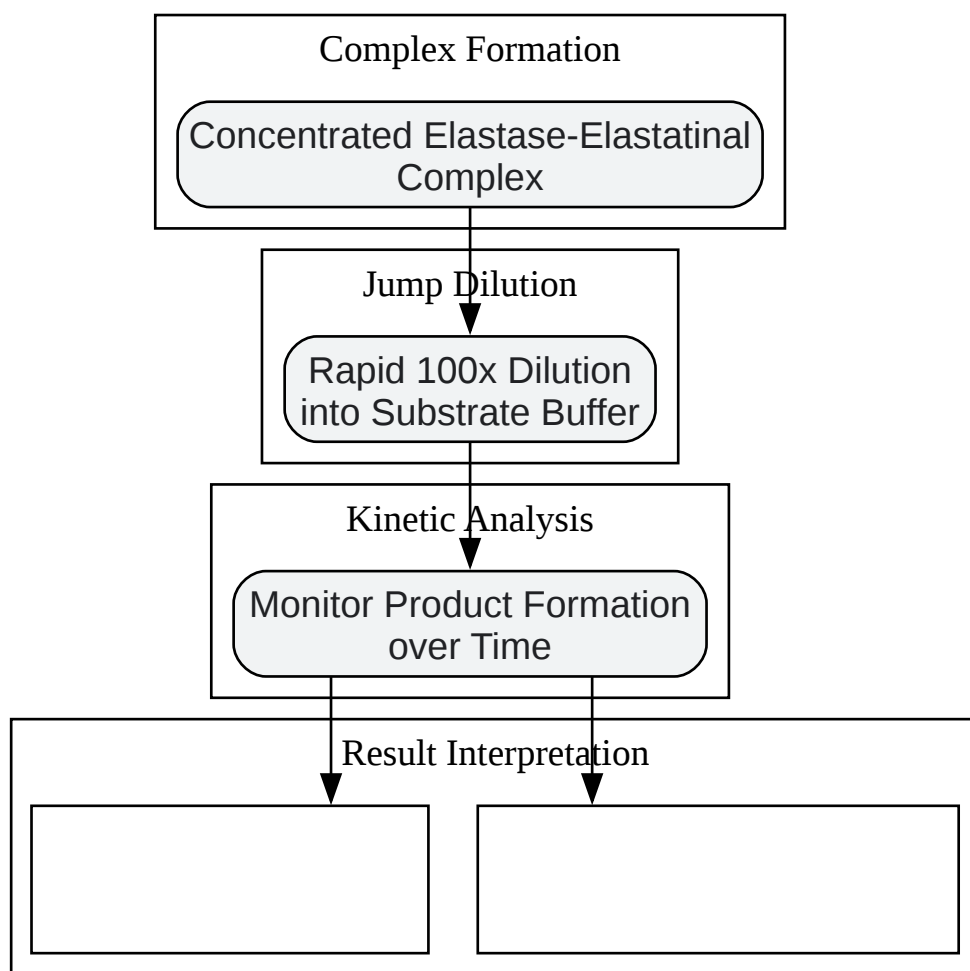 Complex Formation
Concentrated Elastase-Elastatinal
Complex
Jump Dilution
Rapid 100x Dilution
into Substrate Buffer
Kinetic Analysis
Monitor Product Formation
over Time
Result Interpretation